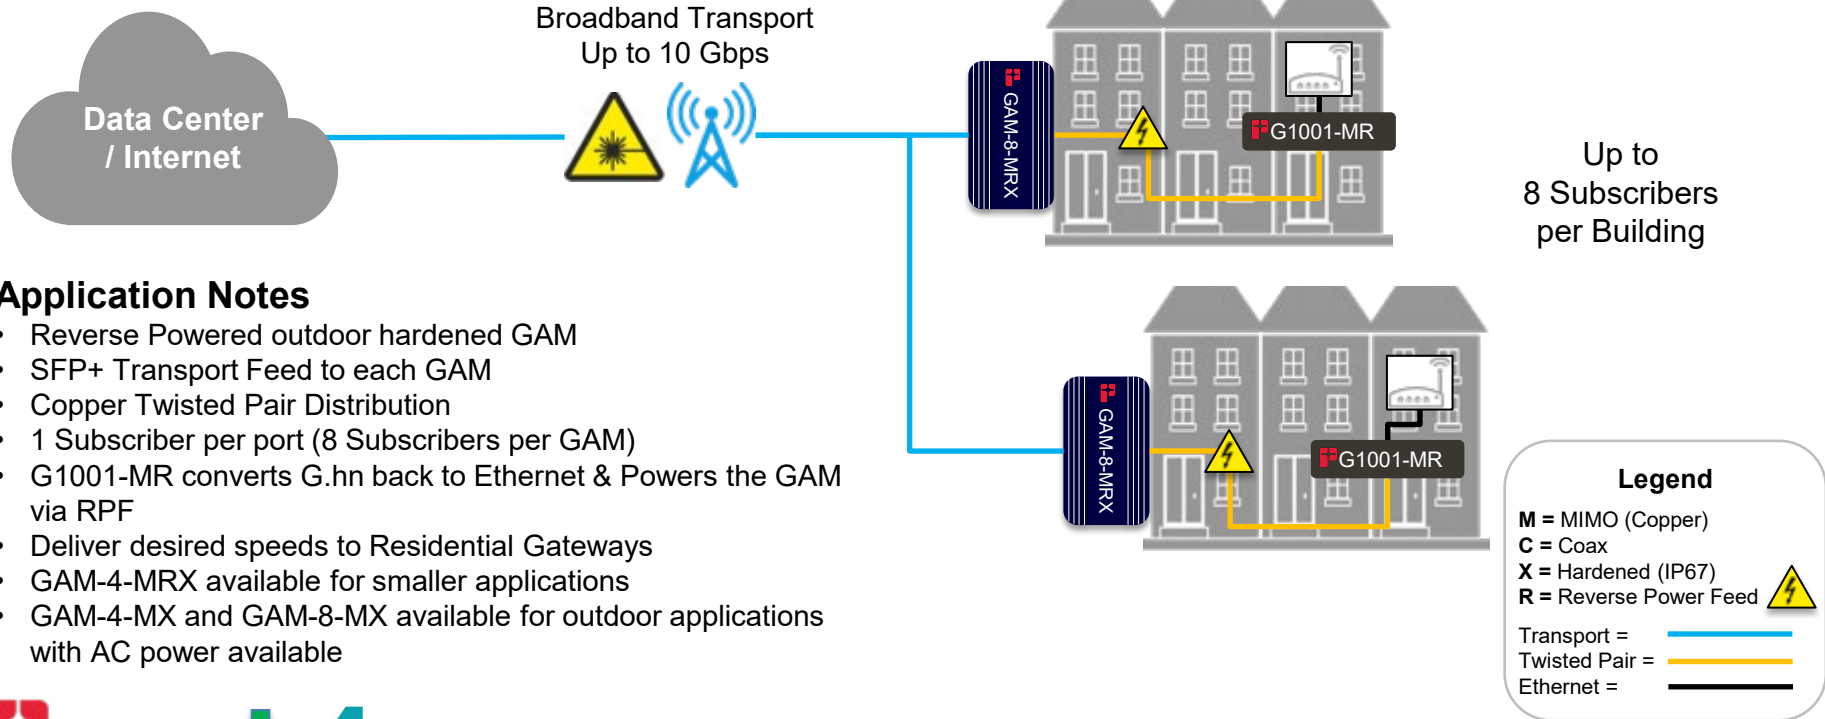 Broadband Transport
Up to 10 Gbps
Data Center
/ Internet
GAM-8-MRX
G1001-MR
Up to
8 Subscribers
per Building
Application Notes
• Reverse Powered outdoor hardened GAM
• SFP+ Transport Feed to each GAM
• Copper Twisted Pair Distribution
• 1 Subscriber per port (8 Subscribers per GAM)
• G1001-MR converts G.hn back to Ethernet & Powers the GAM
via RPF
• Deliver desired speeds to Residential Gateways
• GAM-4-MRX available for smaller applications
• GAM-4-MX and GAM-8-MX available for outdoor applications
with AC power available
GAM-8-MRX
G1001-MR
Legend
M = MIMO (Copper)
C = Coax
X = Hardened (IP67)
R = Reverse Power Feed
Transport =
Twisted Pair =
Ethernet =